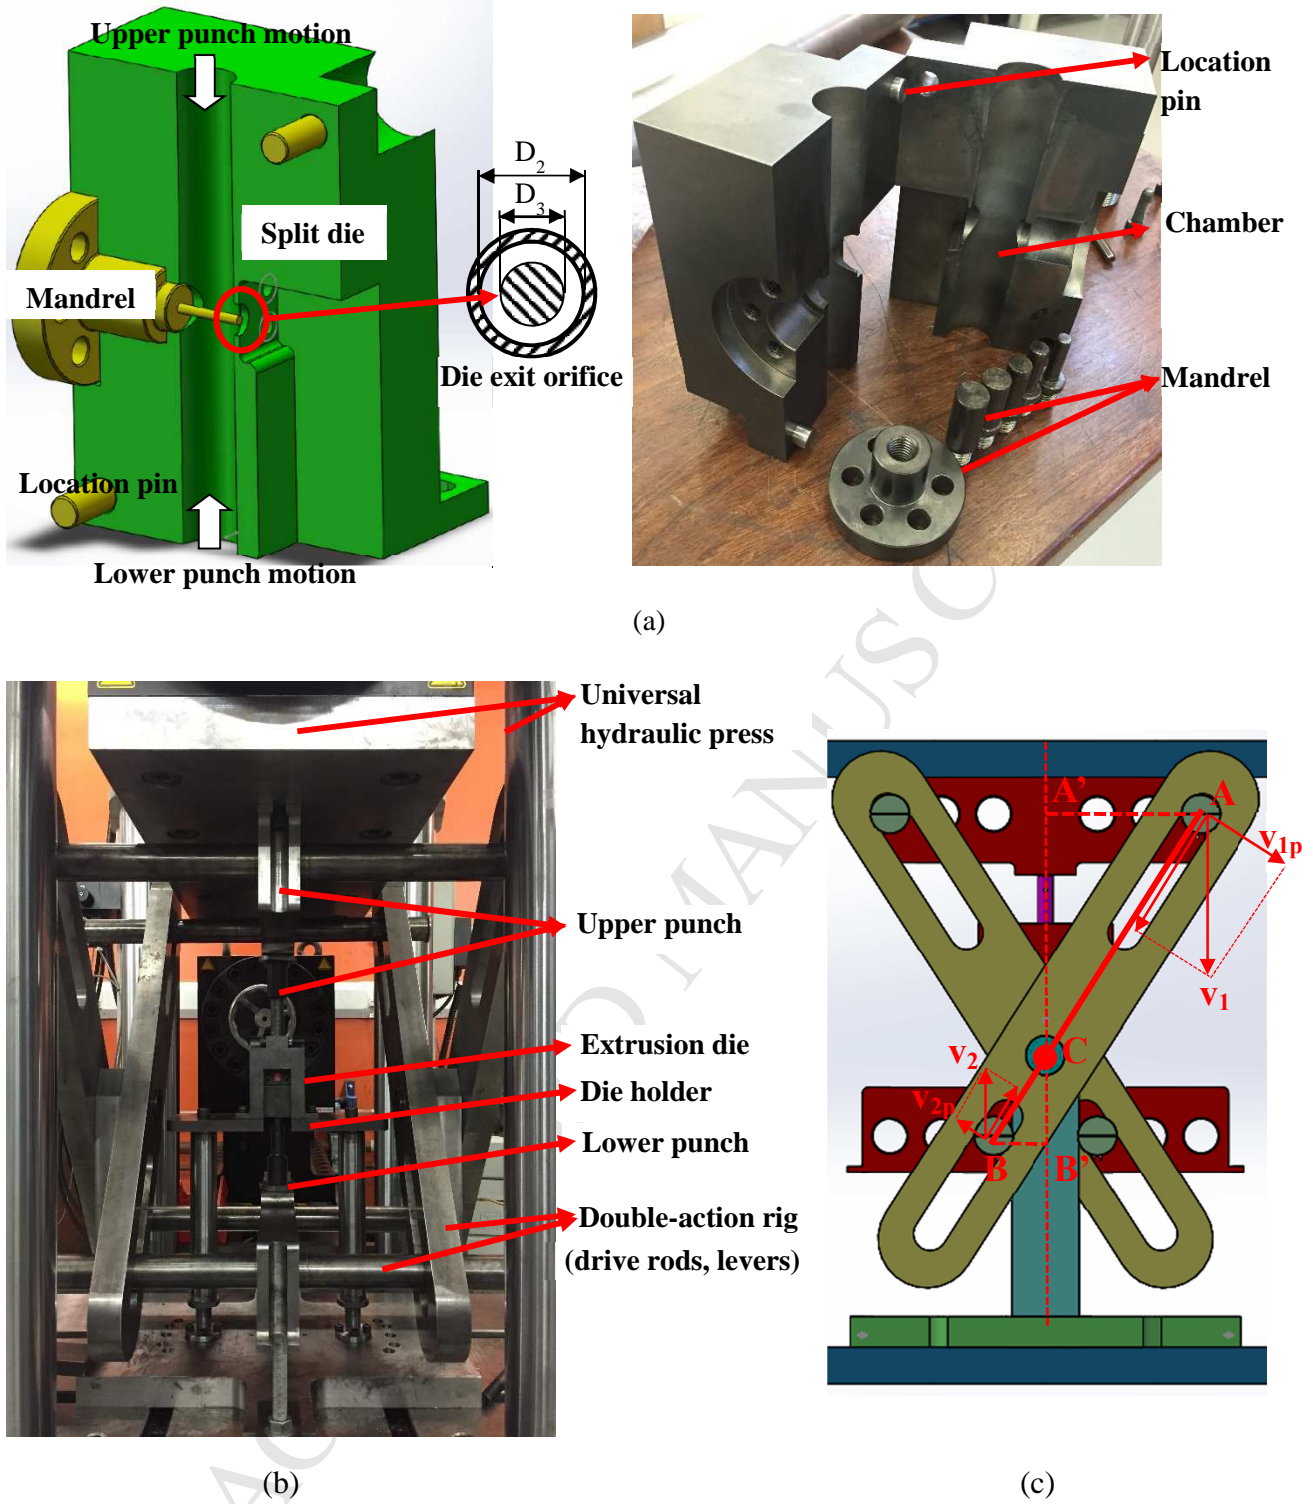 Upper punch motion
D2
D3
Split die
Mandrel
Die exit orifice
Location pin
Lower punch motion
Location
pin
Chamber
Mandrel
(a)
Universal
hydraulic press
Upper punch
Extrusion die
Die holder
Lower punch
Double-action rig
(drive rods, levers)
(b)
A'
A
v1p
v1
C
v2
v2p
B
B'
(c)